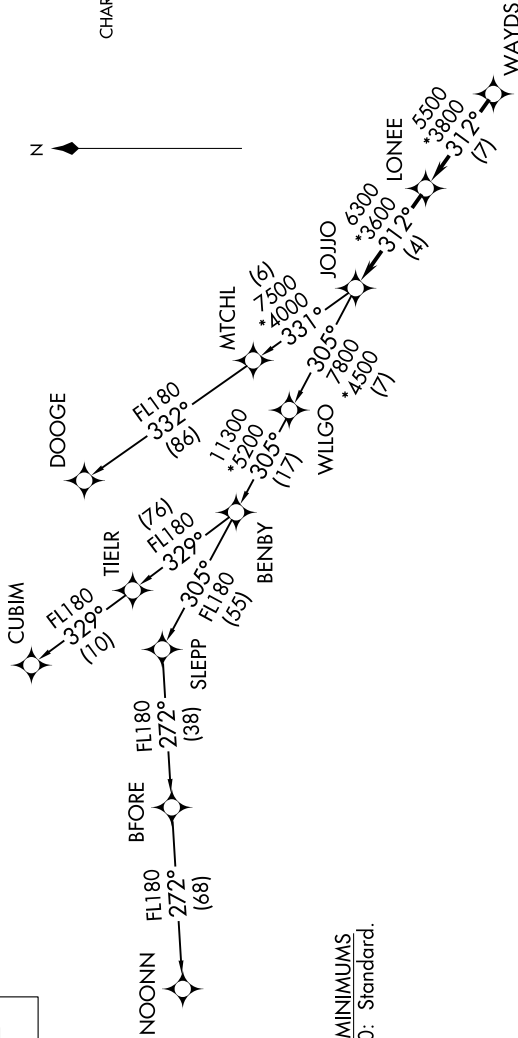 CHAR
N
WAYDS
5500
*3800
312°
(7)
LONEE
6300
*3600
312°
(4)
JOJJO
(6)
7500
*4000
331°
MTCHL
FL180
332°
(86)
DOOGE
305°
7800
*4500
(7)
WLLGO
11300
*5200
305°
(17)
BENBY
(76)
FL180
329°
TIELR
FL180
329°
(10)
CUBIM
305°
FL180
(55)
SLEPP
FL180
272°
(38)
BFORE
FL180
272°
(68)
NOONN
MINIMUMS
0: Standard.